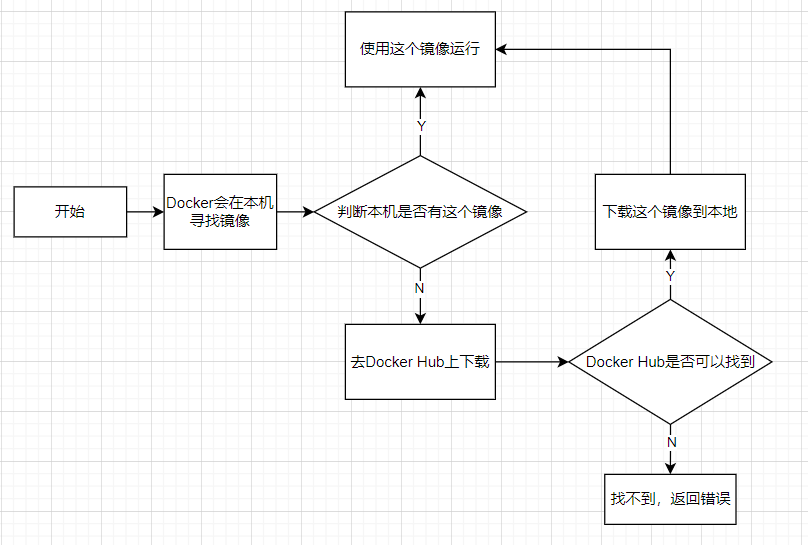 使用这个镜像运行
Y
开始
Docker会在本机
寻找镜像
判断本机是否有这个镜像
下载这个镜像到本地
N
Y
去Docker Hub上下载
Docker Hub是否可以找到
N
找不到，返回错误